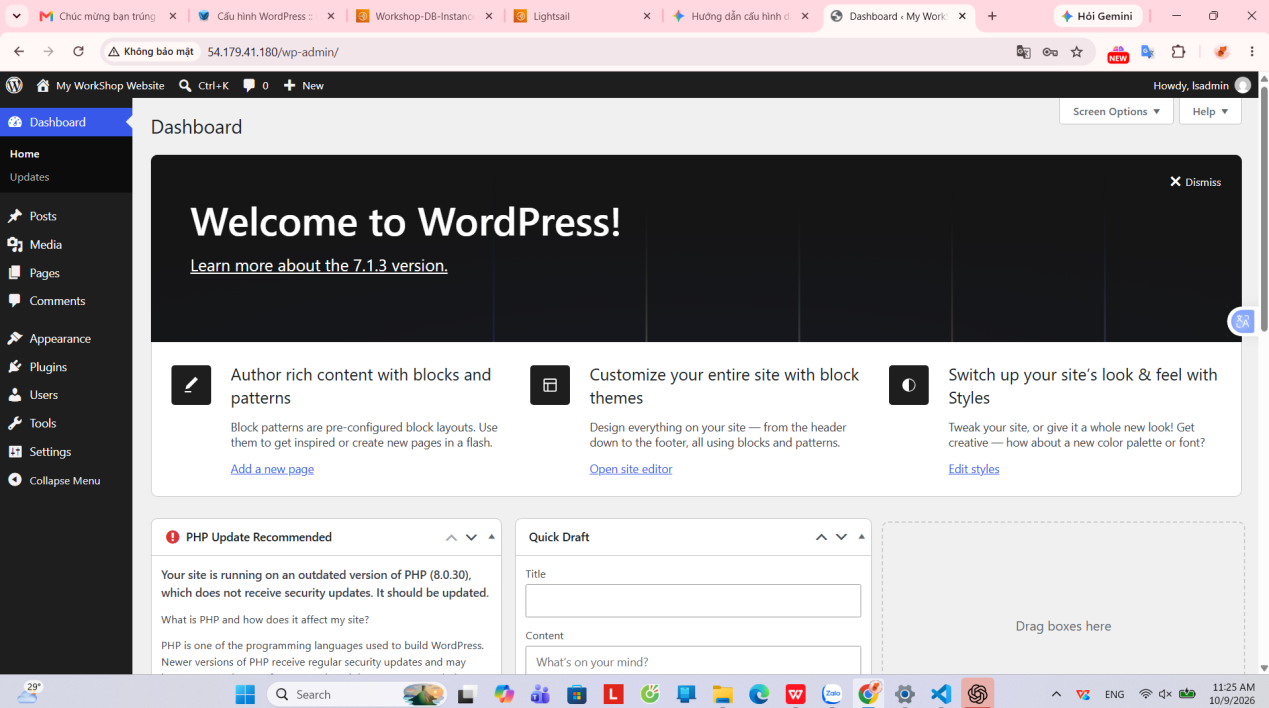 Chúc mừng bạn trúng
Cấu hình WordPress ::
Workshop-DB-Instanc
Lightsail
Hướng dẫn cấu hình d
Dashboard ‹ My Work
Hỏi Gemini
Không bảo mật
54.179.41.180/wp-admin/
NEW
My WorkShop Website
Ctrl+K
0
New
Howdy, lsadmin
Dashboard
Home
Updates
Posts
Media
Pages
Comments
Appearance
Plugins
Users
Tools
Settings
Collapse Menu
Dashboard
Screen Options
Help
Dismiss
Welcome to WordPress!
Learn more about the 7.1.3 version.
Author rich content with blocks and
patterns
Block patterns are pre-configured block layouts. Use
them to get inspired or create new pages in a flash.
Add a new page
Customize your entire site with block
themes
Design everything on your site — from the header
down to the footer, all using blocks and patterns.
Open site editor
Switch up your site’s look & feel with
Styles
Tweak your site, or give it a whole new look! Get
creative — how about a new color palette or font?
Edit styles
PHP Update Recommended
Your site is running on an outdated version of PHP (8.0.30),
which does not receive security updates. It should be updated.
What is PHP and how does it affect my site?
PHP is one of the programming languages used to build WordPress.
Newer versions of PHP receive regular security updates and may
Quick Draft
Title
Content
What’s on your mind?
Drag boxes here
29°
Search
L
W
Zalo
ENG
11:25 AM
10/9/2026